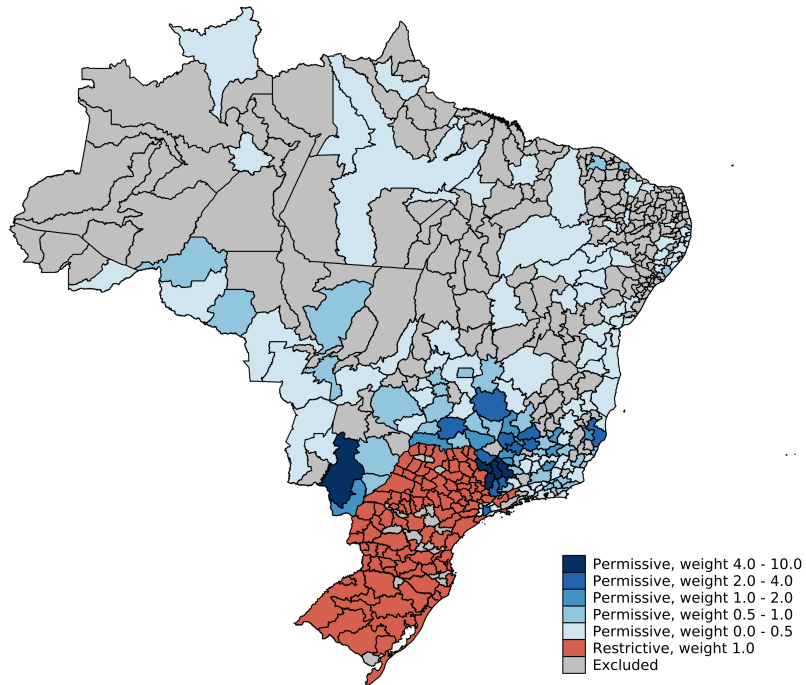 Permissive, weight 4.0 - 10.0
Permissive, weight 2.0 - 4.0
Permissive, weight 1.0 - 2.0
Permissive, weight 0.5 - 1.0
Permissive, weight 0.0 - 0.5
Restrictive, weight 1.0
Excluded